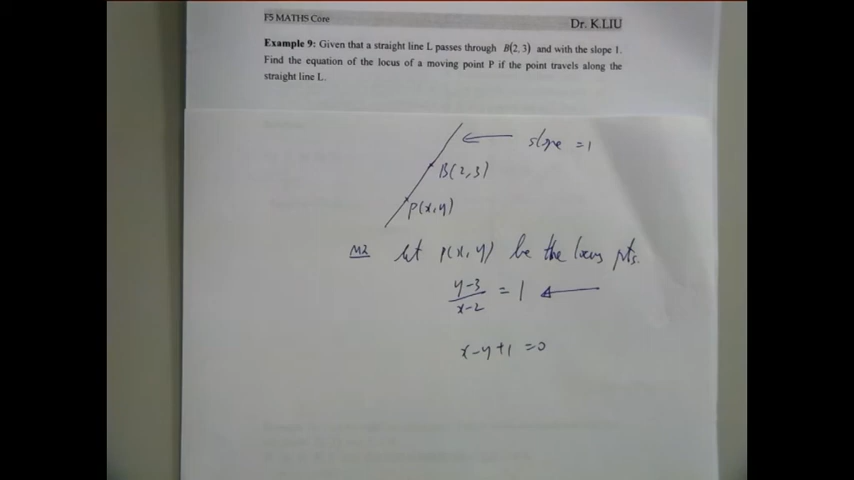 F5 MATHS Core
Dr. K.LIU
Example 9: Given that a straight line L passes through B(2,3) and with the slope 1.
Find the equation of the locus of a moving point P if the point travels along the
straight line L.
slope = 1
B(2,3)
P(x,y)
M2 Let P(x,y) be the locus pts.
y-3
x-2
= 1
x-y+1 =0